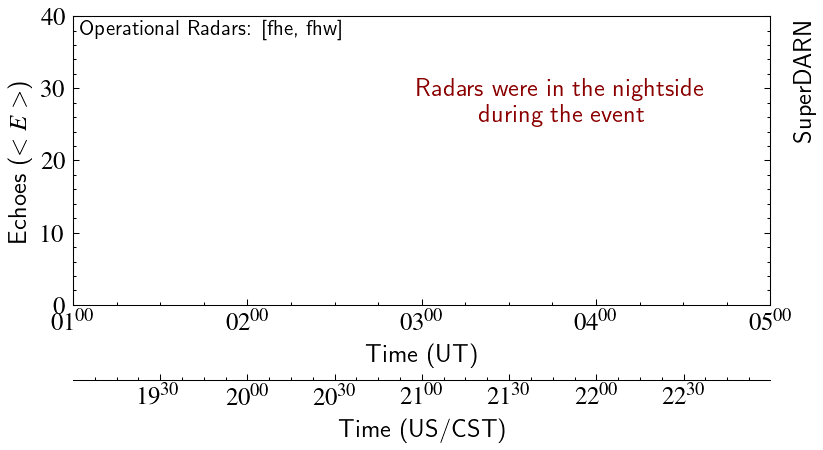 Operational Radars: [fhe, fhw]
Radars were in the nightside
during the event
SuperDARN
Echoes (< E >)
40
30
20
10
0
01^00 02^00 03^00 04^00 05^00
Time (UT)
19^30 20^00 20^30 21^00 21^30 22^00 22^30
Time (US/CST)